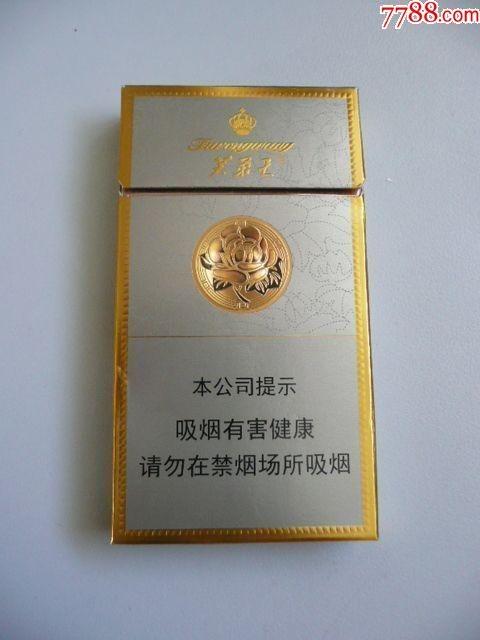 7788.com
Furongwang
芙蓉王
本公司提示
吸烟有害健康
请勿在禁烟场所吸烟